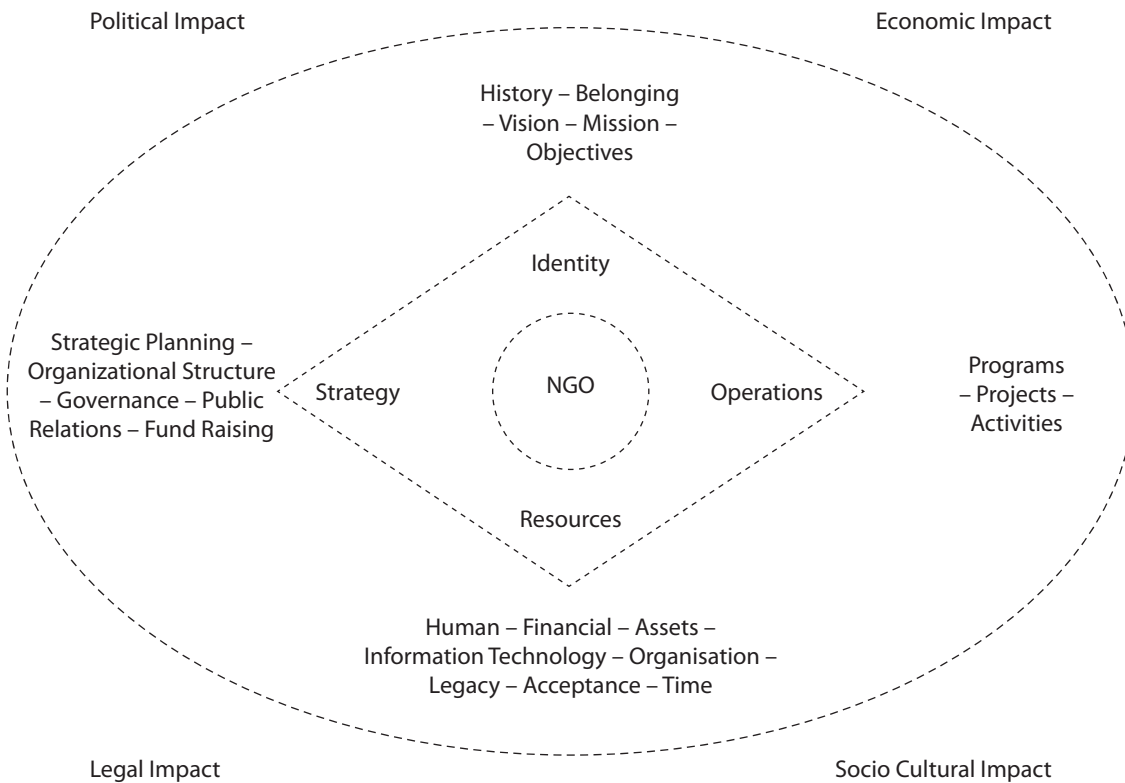 Political Impact
Economic Impact
History – Belonging
– Vision – Mission –
Objectives
Identity
Strategic Planning –
Organizational Structure
– Governance – Public
Relations – Fund Raising
Strategy
NGO
Operations
Programs
– Projects –
Activities
Resources
Human – Financial – Assets –
Information Technology – Organisation –
Legacy – Acceptance – Time
Legal Impact
Socio Cultural Impact